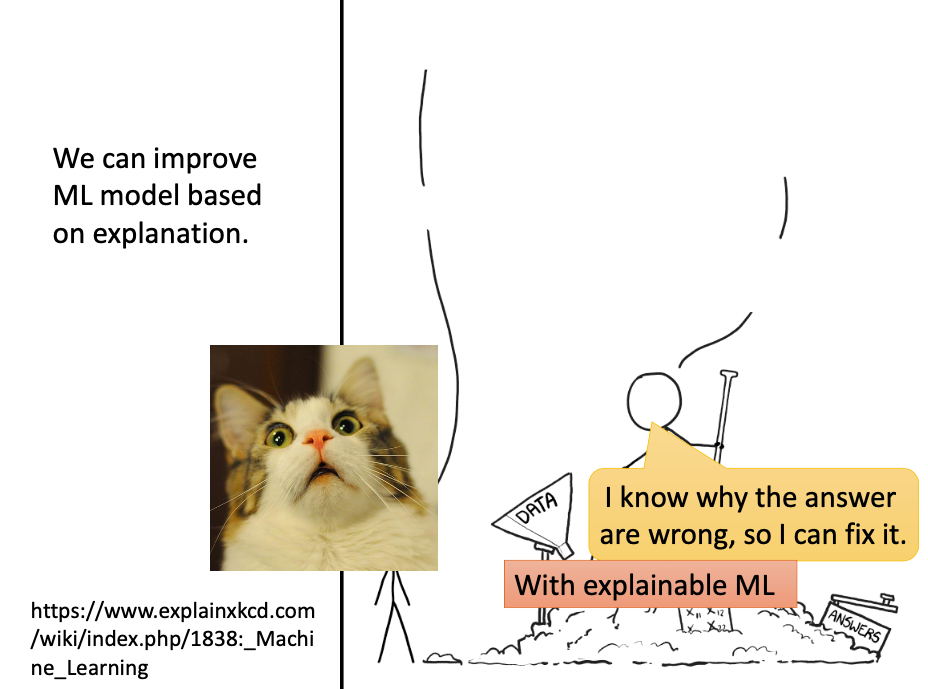 We can improve
ML model based
on explanation.
DATA
I know why the answer
are wrong, so I can fix it.
With explainable ML
ANSWERS
https://www.explainxkcd.com
/wiki/index.php/1838:_Machi
ne_Learning